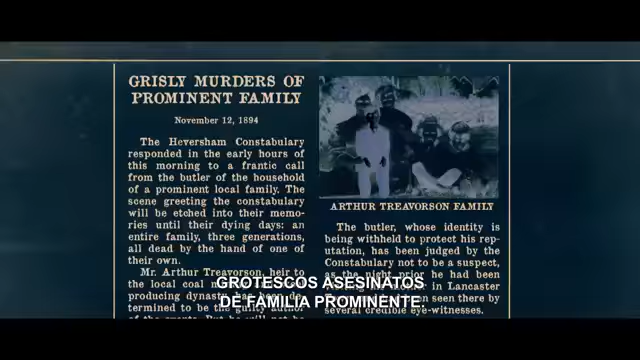 GRISLY MURDERS OF
PROMINENT FAMILY
November 12, 1894
The Heversham Constabulary
responded in the early hours of
this morning to a frantic call
from the butler of the household
of a prominent local family. The
scene greeting the constabulary
will be etched into their memo-
ries until their dying days: an
entire family, three generations,
all dead by the hand of one of
their own.
Mr. Arthur Treavorson, heir to
the local coal
producing
termined to be the guilty author
ARTHUR TREAVORSON FAMILY
The butler, whose identity is
being withheld to protect his rep-
utation, has been judged by the
Constabulary not to be a suspect,
as the night prior he had been
in Lancaster
seen there by
several credible eye-witnesses.
GROTESCOS ASESINATOS
DE FAMILIA PROMINENTE.